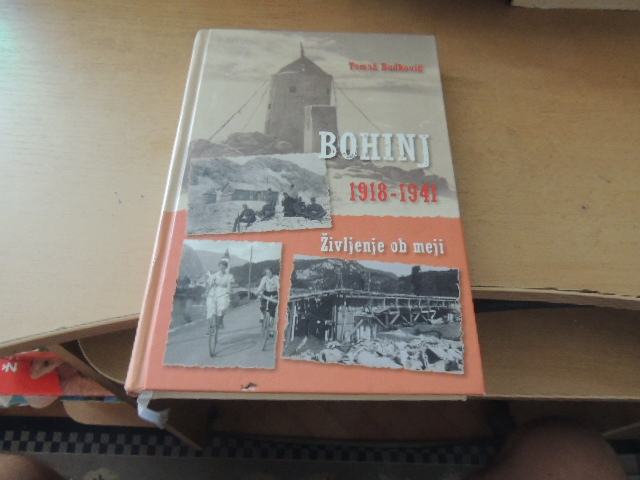 Tomaž Budkovič
BOHINJ
1918-1941
Življenje ob meji
Ž